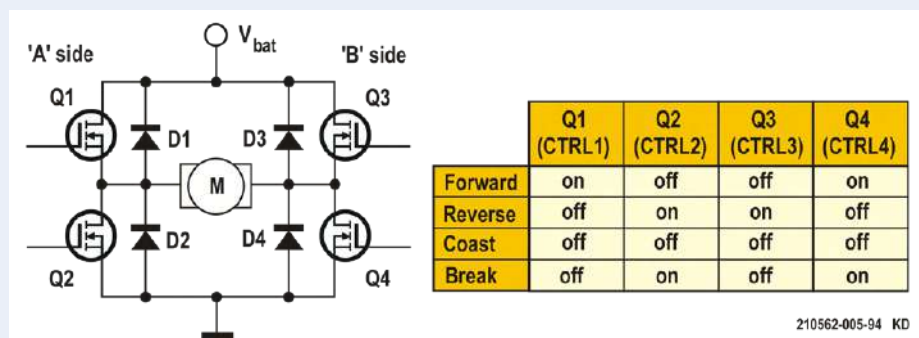 V_bat
'A' side
'B' side
Q1
Q3
D1
D3
M
D2
D4
Q2
Q4
Q1 Q2 Q3 Q4
(CTRL1) (CTRL2) (CTRL3) (CTRL4)
Forward on off off on
Reverse off on on off
Coast off off off off
Break off on off on
210562-005-94 KD